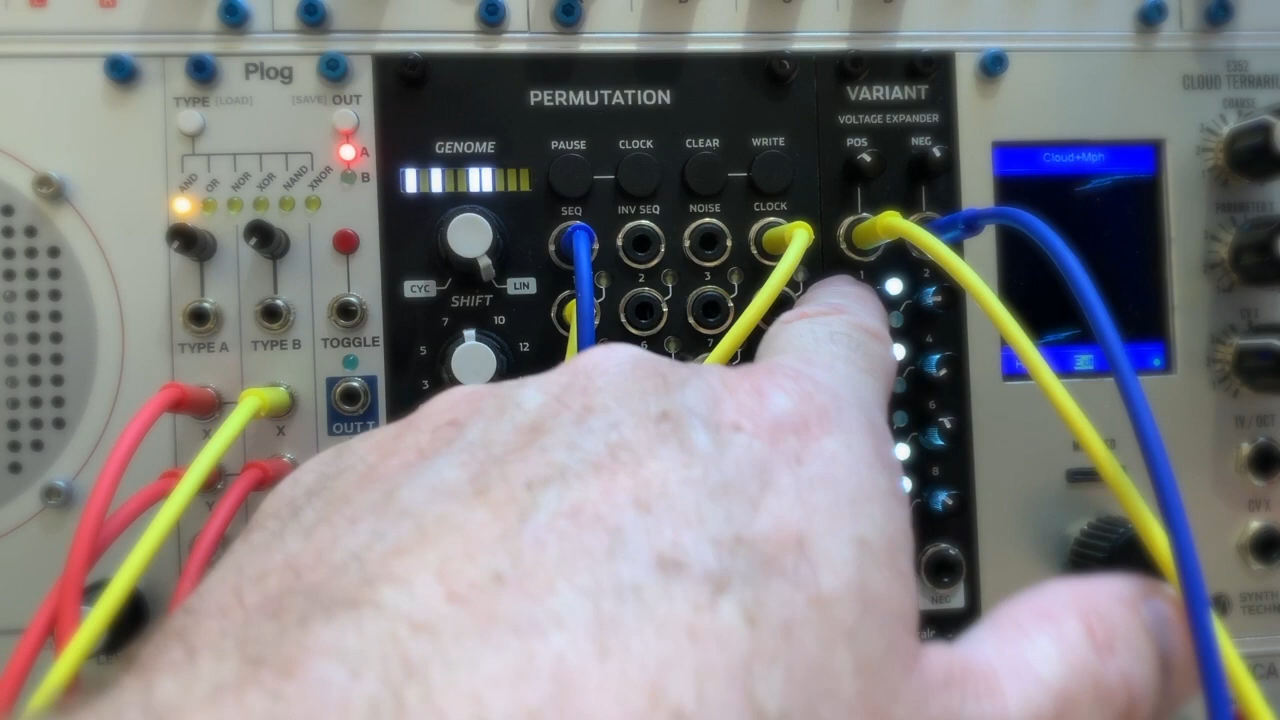 Plog
TYPE [LOAD]
[SAVE] OUT
A
B
AND
OR
NOR
XOR
NAND
XNOR
TYPE A
TYPE B
TOGGLE
X
X
OUT T
PERMUTATION
GENOME
PAUSE
CLOCK
CLEAR
WRITE
SEQ
INV SEQ
NOISE
CLOCK
CYC
LIN
SHIFT
2
3
6
7
7
10
5
12
3
VARIANT
VOLTAGE EXPANDER
POS
NEG
1
2
4
6
8
NEG
Cloud+Mph
E352
CLOUD TERRARI
COARSE
1V / OCT
CV X
SYNTH
TECHN